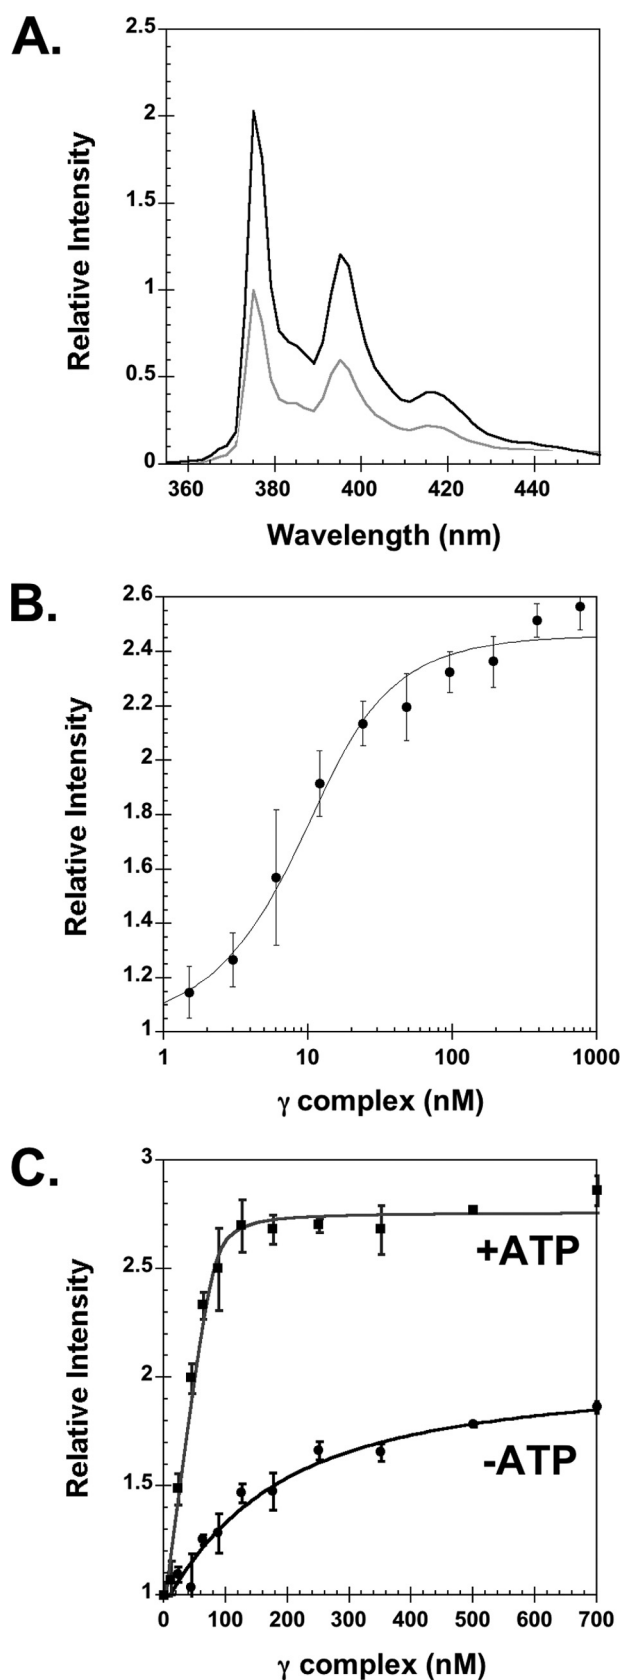 A.
2.5
2
1.5
1
0.5
0
Relative Intensity
360 380 400 420 440
Wavelength (nm)
B.
2.6
2.4
2.2
2
1.8
1.6
1.4
1.2
1
Relative Intensity
1 10 100 1000
γ complex (nM)
C.
3
2.5
2
1.5
1
Relative Intensity
+ATP
-ATP
0 100 200 300 400 500 600 700
γ complex (nM)